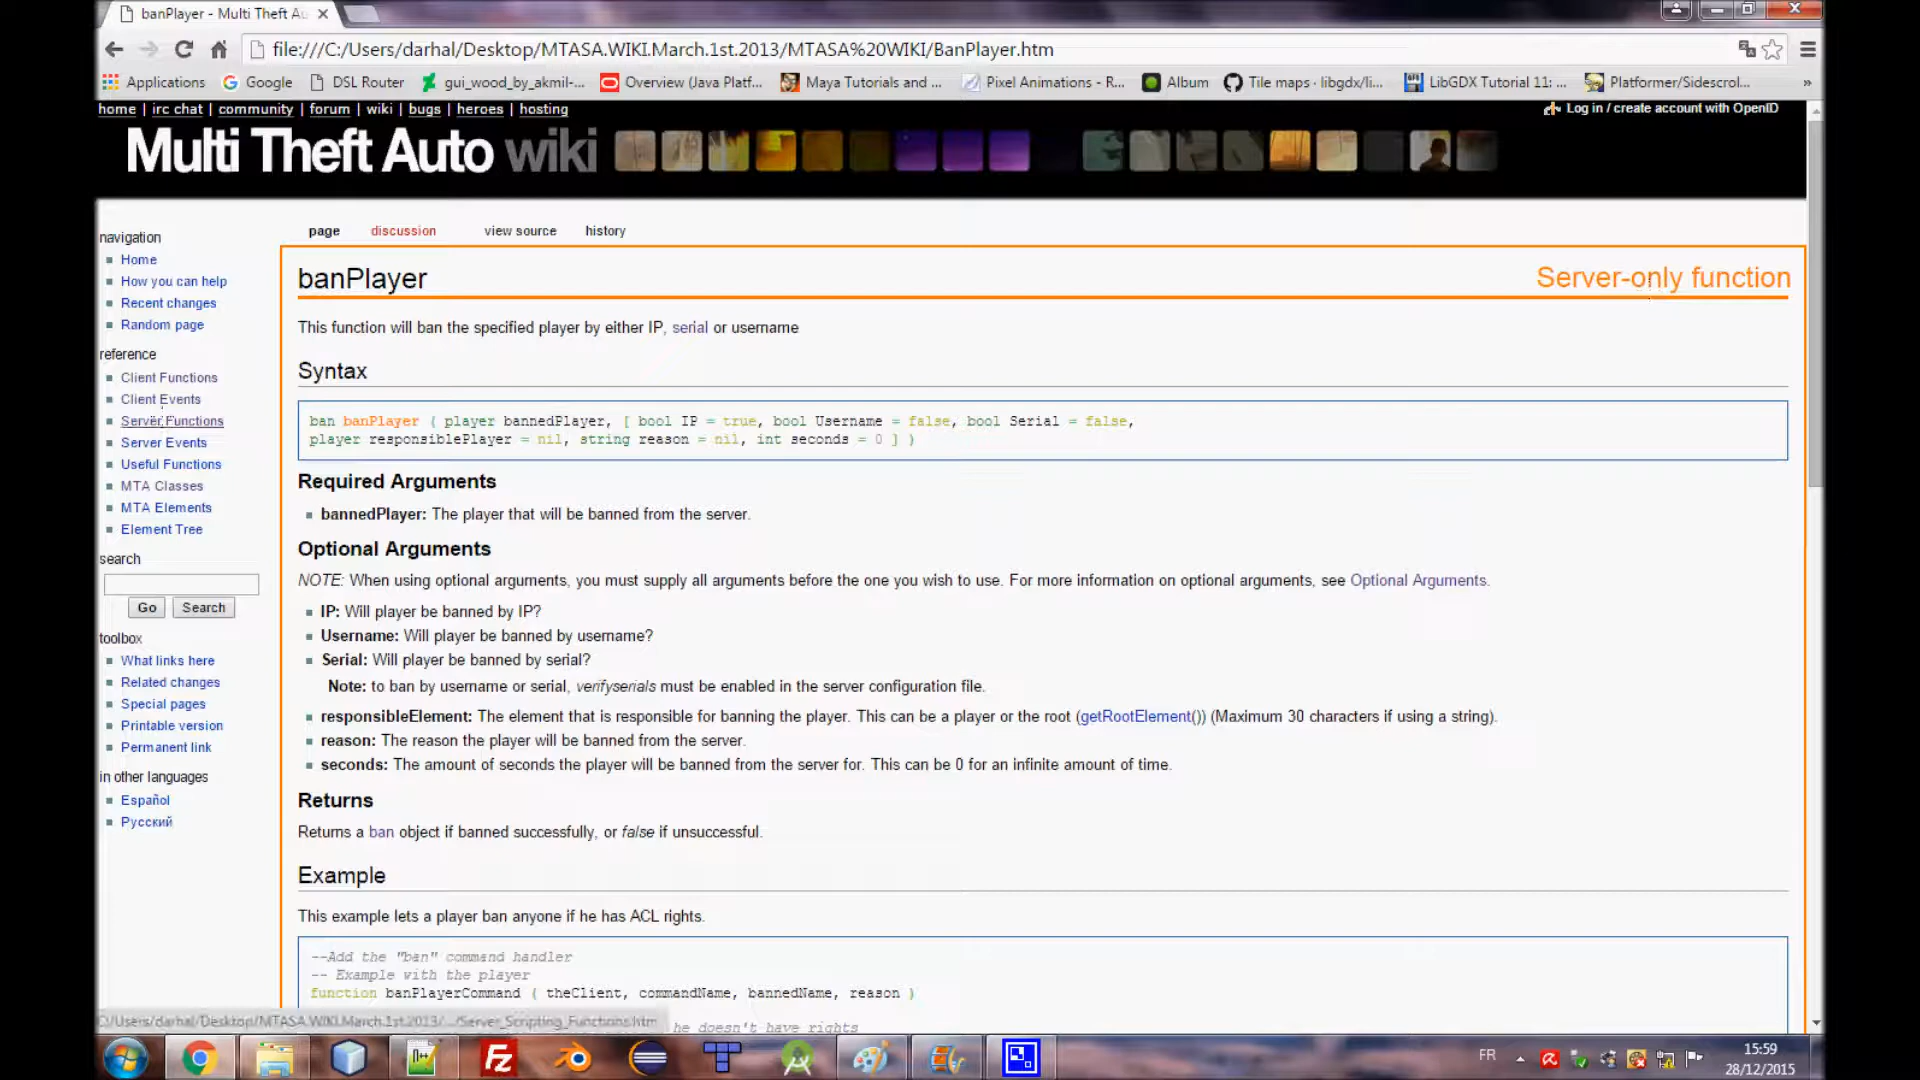 banPlayer - Multi Theft Au
file:///C:/Users/darhal/Desktop/MTASA.WIKI.March.1st.2013/MTASA%20WIKI/BanPlayer.htm
Applications Google DSL Router gui_wood_by_akmil-... Overview (Java Platf... Maya Tutorials and ... Pixel Animations - R... Album Tile maps · libgdx/li... LibGDX Tutorial 11: ... Platformer/Sidescrol... »
home | irc chat | community | forum | wiki | bugs | heroes | hosting
Log in / create account with OpenID
Multi Theft Auto wiki
page discussion view source history
navigation
Home
How you can help
Recent changes
Random page
reference
Client Functions
Client Events
Server Functions
Server Events
Useful Functions
MTA Classes
MTA Elements
Element Tree
search
Go Search
toolbox
What links here
Related changes
Special pages
Printable version
Permanent link
in other languages
Español
Русский
banPlayer
Server-only function
This function will ban the specified player by either IP, serial or username
Syntax
ban banPlayer ( player bannedPlayer, [ bool IP = true, bool Username = false, bool Serial = false,
player responsiblePlayer = nil, string reason = nil, int seconds = 0 ] )
Required Arguments
bannedPlayer: The player that will be banned from the server.
Optional Arguments
NOTE: When using optional arguments, you must supply all arguments before the one you wish to use. For more information on optional arguments, see Optional Arguments.
IP: Will player be banned by IP?
Username: Will player be banned by username?
Serial: Will player be banned by serial?
Note: to ban by username or serial, verifyserials must be enabled in the server configuration file.
responsibleElement: The element that is responsible for banning the player. This can be a player or the root (getRootElement()) (Maximum 30 characters if using a string).
reason: The reason the player will be banned from the server.
seconds: The amount of seconds the player will be banned from the server for. This can be 0 for an infinite amount of time.
Returns
Returns a ban object if banned successfully, or false if unsuccessful.
Example
This example lets a player ban anyone if he has ACL rights.
--Add the "ban" command handler
-- Example with the player
function banPlayerCommand ( theClient, commandName, bannedName, reason )
he doesn't have rights
C:/Users/darhal/Desktop/MTASA.WIKI.March.1st.2013/.../Server_Scripting_Functions.htm
FR
15:59
28/12/2015